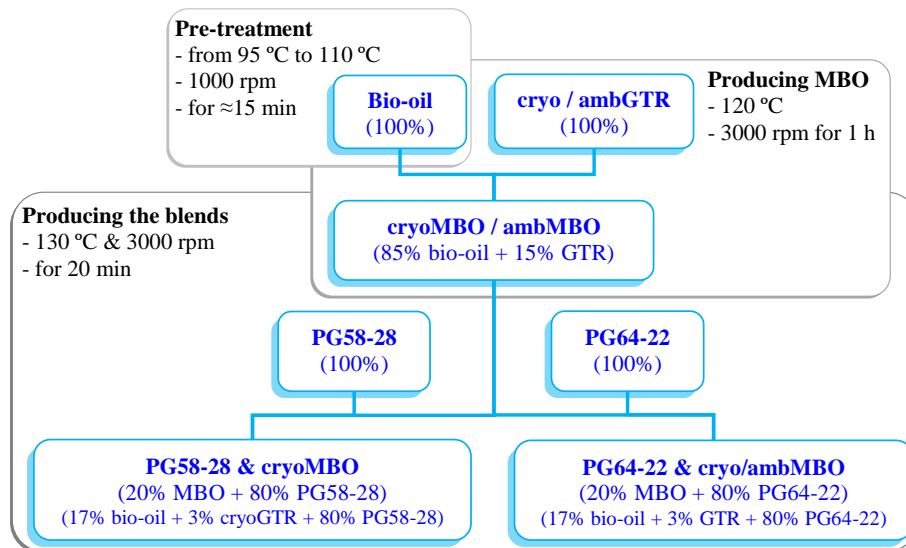 Pre-treatment
- from 95 ºC to 110 ºC
- 1000 rpm
- for ≈15 min
Bio-oil
(100%)
cryo / ambGTR
(100%)
Producing MBO
- 120 ºC
- 3000 rpm for 1 h
cryoMBO / ambMBO
(85% bio-oil + 15% GTR)
Producing the blends
- 130 ºC & 3000 rpm
- for 20 min
PG58-28
(100%)
PG64-22
(100%)
PG58-28 & cryoMBO
(20% MBO + 80% PG58-28)
(17% bio-oil + 3% cryoGTR + 80% PG58-28)
PG64-22 & cryo/ambMBO
(20% MBO + 80% PG64-22)
(17% bio-oil + 3% GTR + 80% PG64-22)